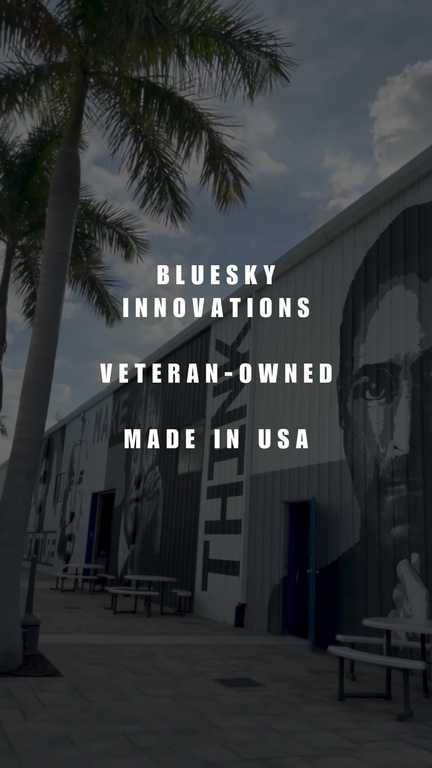 BLUESKY
INNOVATIONS
VETERAN-OWNED
MADE IN USA
THINK